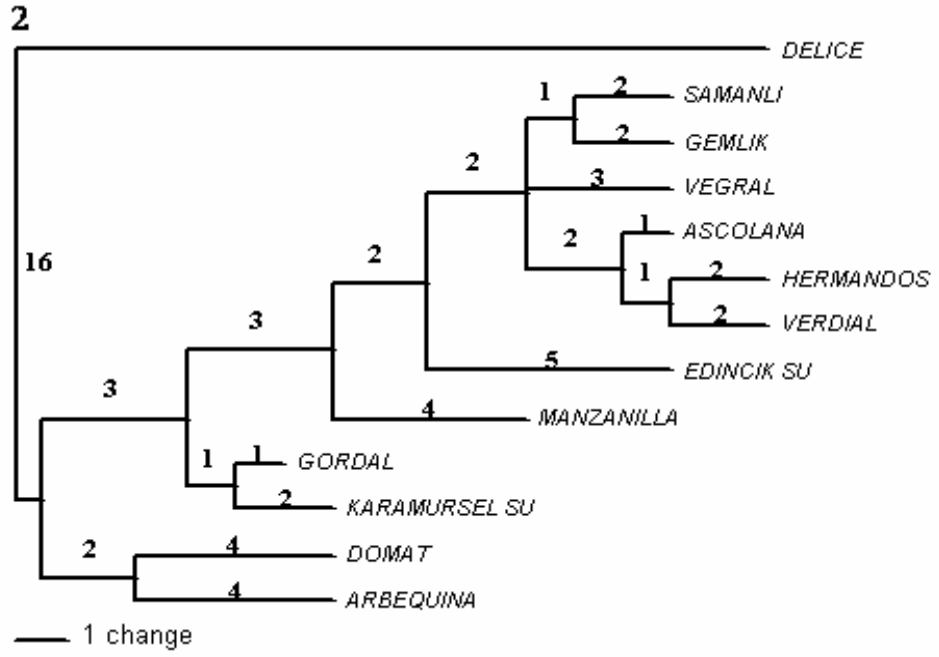 2
DELICE
1 2 SAMANLI
2 GEMLIK
2
3 VEGRAL
1 ASCOLANA
2
1 2 HERMANDOS
16
2
2 VERDIAL
3
5 EDINCIK SU
3
4 MANZANILLA
1 1 GORDAL
2 KARAMURSEL SU
2 4 DOMAT
4 ARBEQUINA
1 change